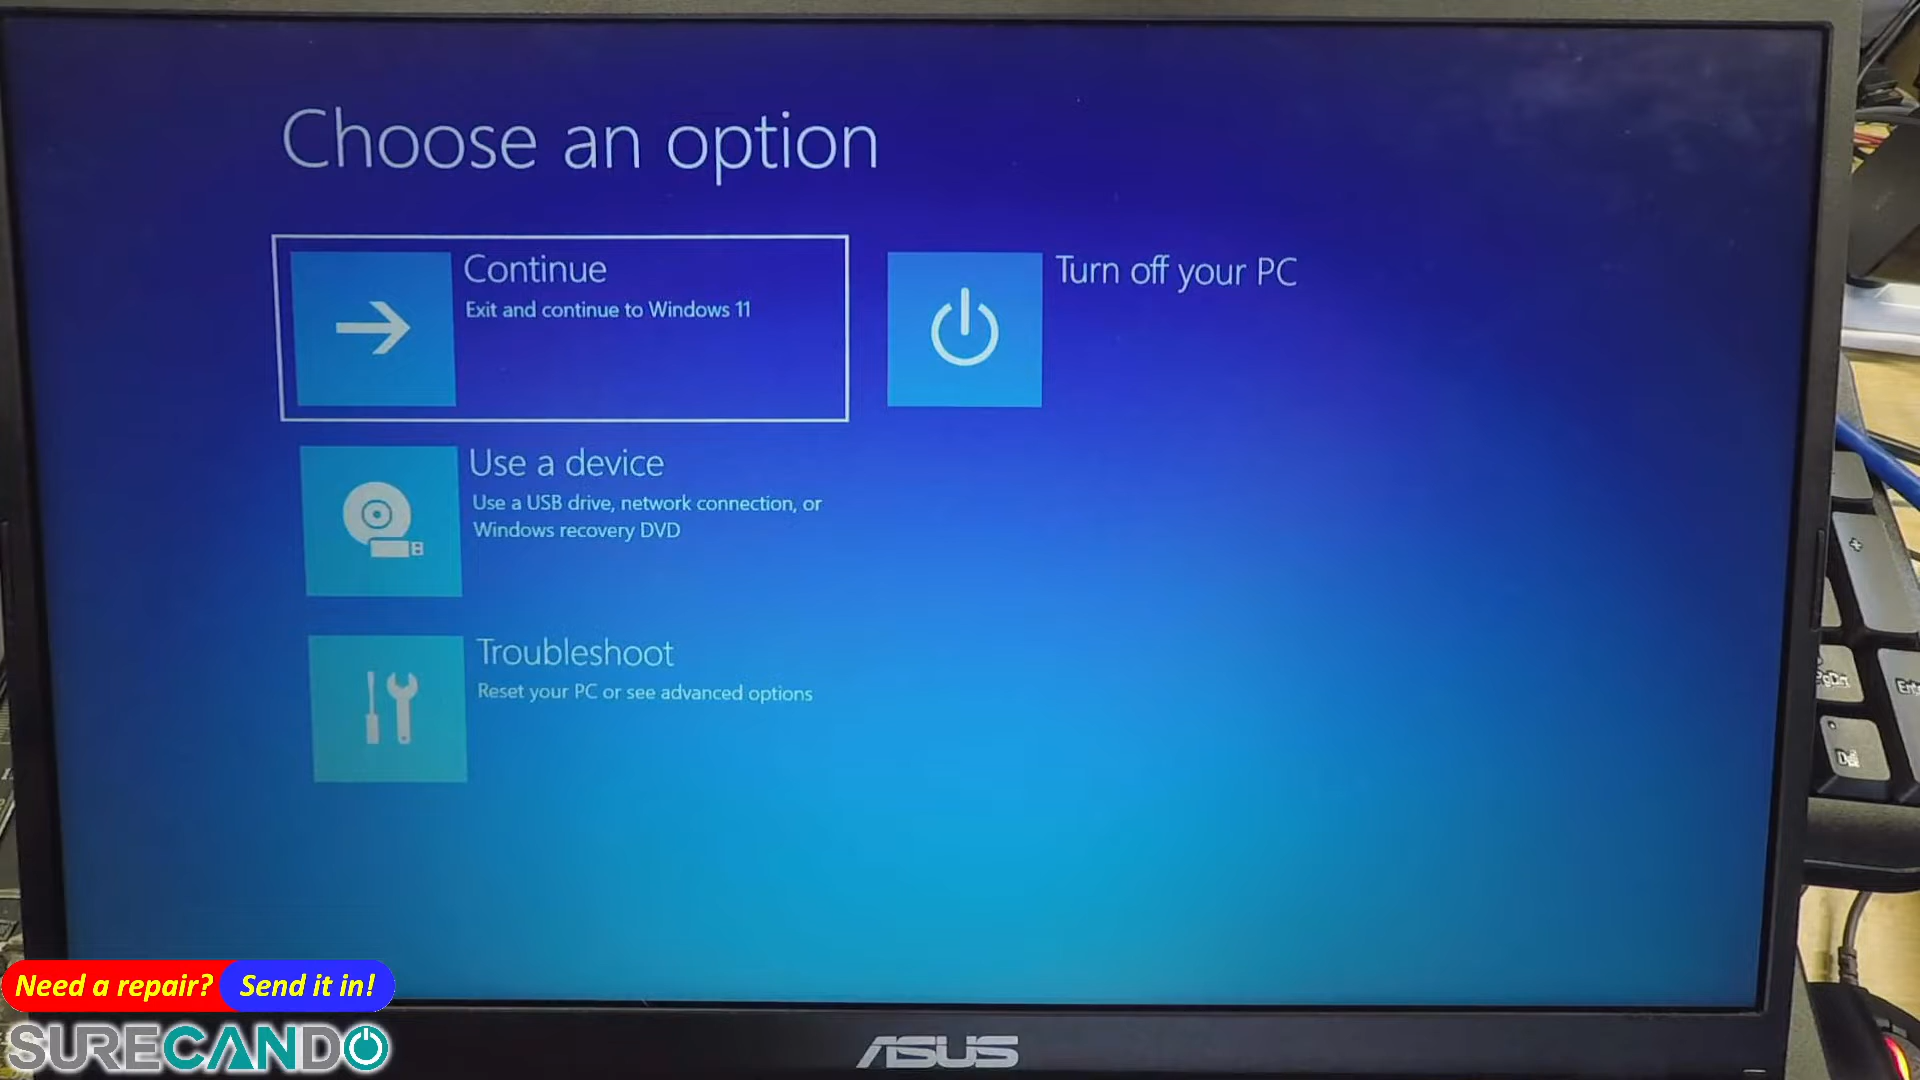 Choose an option
Continue
Exit and continue to Windows 11
Turn off your PC
Use a device
Use a USB drive, network connection, or
Windows recovery DVD
Troubleshoot
Reset your PC or see advanced options
+
PgDn
Del
Need a repair? Send it in!
SURECANDO
ASUS